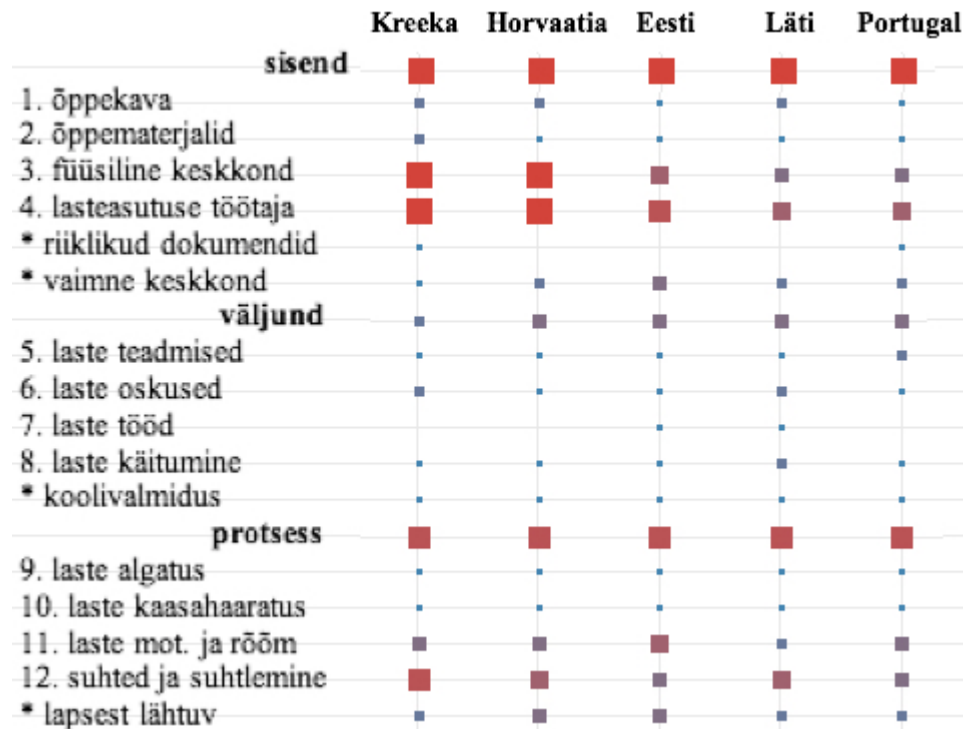 Kreeka Horvaatia Eesti Läti Portugal
sisend
1. õppekava
2. õppematerjalid
3. füüsiline keskkond
4. lasteasutuse töötaja
* riiklikud dokumendid
* vaimne keskkond
väljund
5. laste teadmised
6. laste oskused
7. laste tööd
8. laste käitumine
* koolivalmidus
protsess
9. laste algatus
10. laste kaasahaaratus
11. laste mot. ja rõõm
12. suhted ja suhtlemine
* lapsest lähtuv